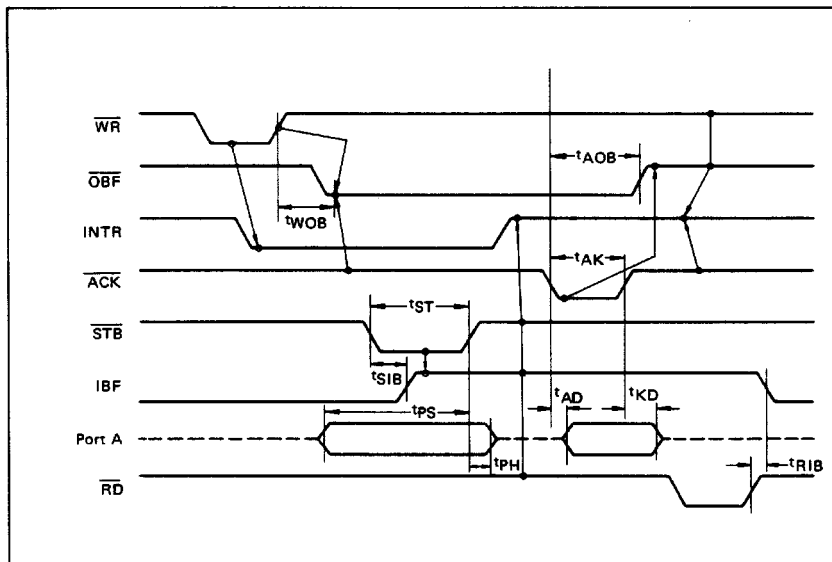 WR
tAOB
OBF
tWOB
INTR
tAK
ACK
tST
STB
tSIB
IBF
tAD
tKD
tPS
Port A
tPH
tRIB
RD